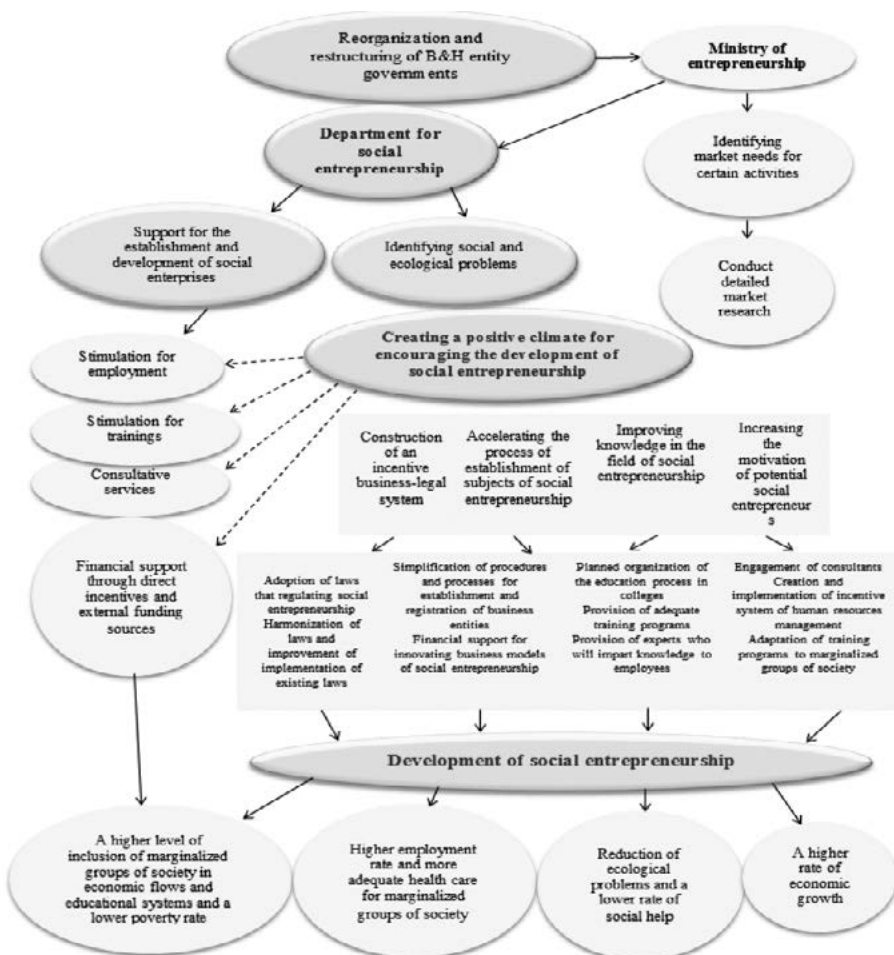 Reorganization and
restructuring of B&H entity
governments
Ministry of
entrepreneurship
Department for
social
entrepreneurship
Identifying
market needs for
certain activities
Support for the
establishment and
development of social
enterprises
Identifying social and
ecological problems
Conduct
detailed
market
research
Creating a positive climate for
encouraging the development of
social entrepreneurship
Stimulation for
employment
Stimulation for
trainings
Consultative
services
Financial support
through direct
incentives and
external funding
sources
Construction
of an
incentive
business-legal
system
Accelerating the
process of
establishment of
subjects of social
entrepreneurship
Improving
knowledge in the
field of social
entrepreneurship
Increasing
the
motivation
of potential
social
entrepreneur
s
Adoption of laws
that regulating social
entrepreneurship
Harmonization of
laws and
improvement of
implementation of
existing laws
Simplification of procedures
and processes for
establishment and
registration of business
entities
Financial support for
innovating business models
of social entrepreneurship
Planned organization of
the education process in
colleges
Provision of adequate
training programs
Provision of experts who
will impart knowledge to
employees
Engagement of consultants
Creation and
implementation of incentive
system of human resources
management
Adaptation of training
programs to marginalized
groups of society
Development of social entrepreneurship
A higher level of
inclusion of marginalized
groups of society in
economic flows and
educational systems and a
lower poverty rate
Higher employment
rate and more
adequate health care
for marginalized
groups of society
Reduction of
ecological
problems and a
lower rate of
social help
A higher
rate of
economic
growth